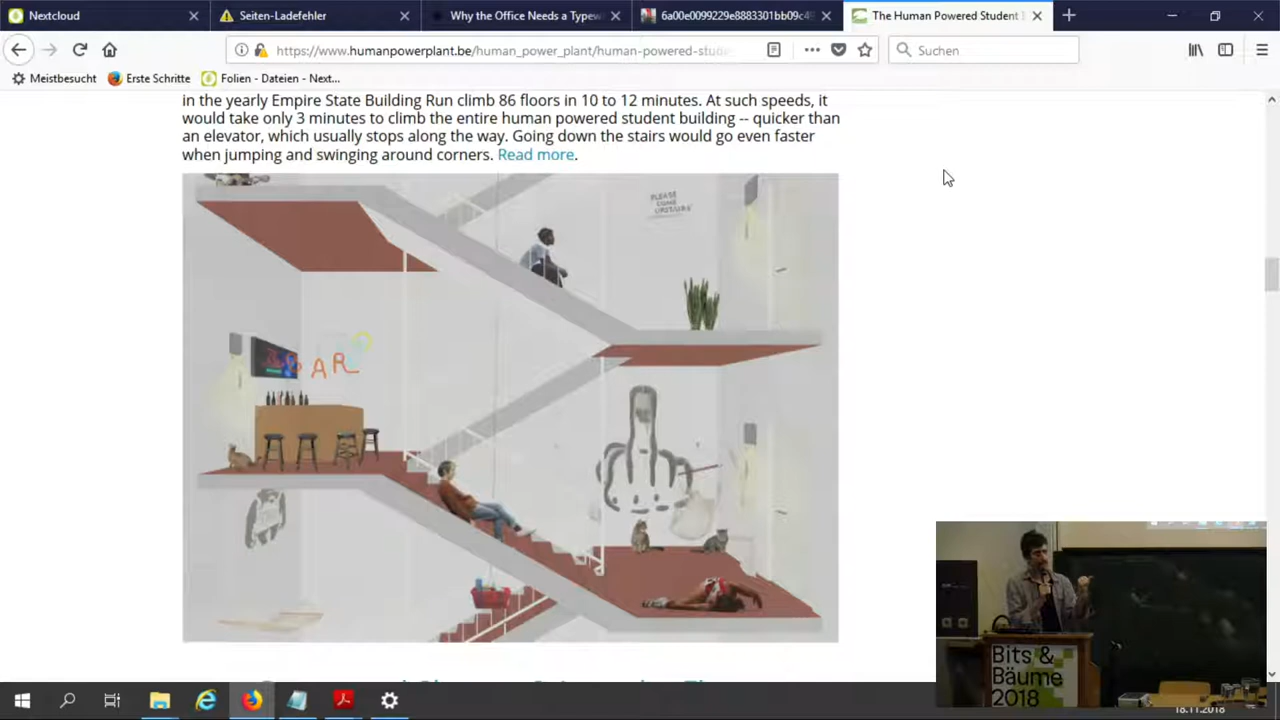 Nextcloud
Seiten-Ladefehler
Why the Office Needs a Typew
6a00e0099229e8883301bb09c4
The Human Powered Student
https://www.humanpowerplant.be/human_power_plant/human-powered-stude
Suchen
Meistbesucht
Erste Schritte
Folien - Dateien - Next...
in the yearly Empire State Building Run climb 86 floors in 10 to 12 minutes. At such speeds, it
would take only 3 minutes to climb the entire human powered student building -- quicker than
an elevator, which usually stops along the way. Going down the stairs would go even faster
when jumping and swinging around corners. Read more.
PLEASE
COME
UPSTAIRS
BAR
Bits &
Bäume
2018
18.11.2018